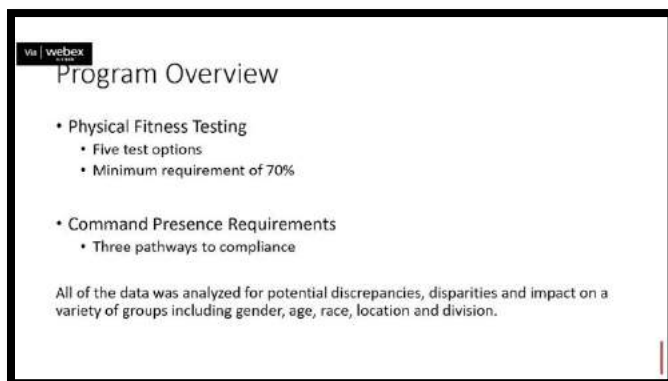 Via webex
Program Overview
• Physical Fitness Testing
• Five test options
• Minimum requirement of 70%
• Command Presence Requirements
• Three pathways to compliance
All of the data was analyzed for potential discrepancies, disparities and impact on a
variety of groups including gender, age, race, location and division.